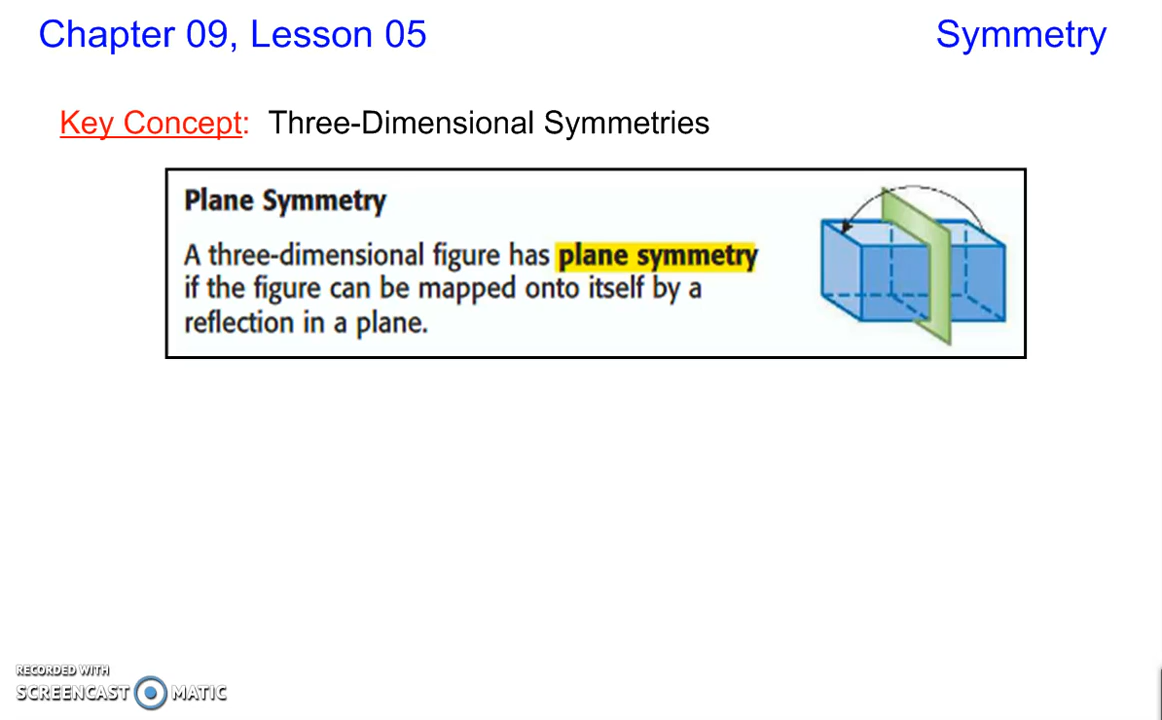 Chapter 09, Lesson 05 Symmetry
Key Concept: Three-Dimensional Symmetries
Plane Symmetry
A three-dimensional figure has plane symmetry
if the figure can be mapped onto itself by a
reflection in a plane.
RECORDED WITH
SCREENCAST MATIC